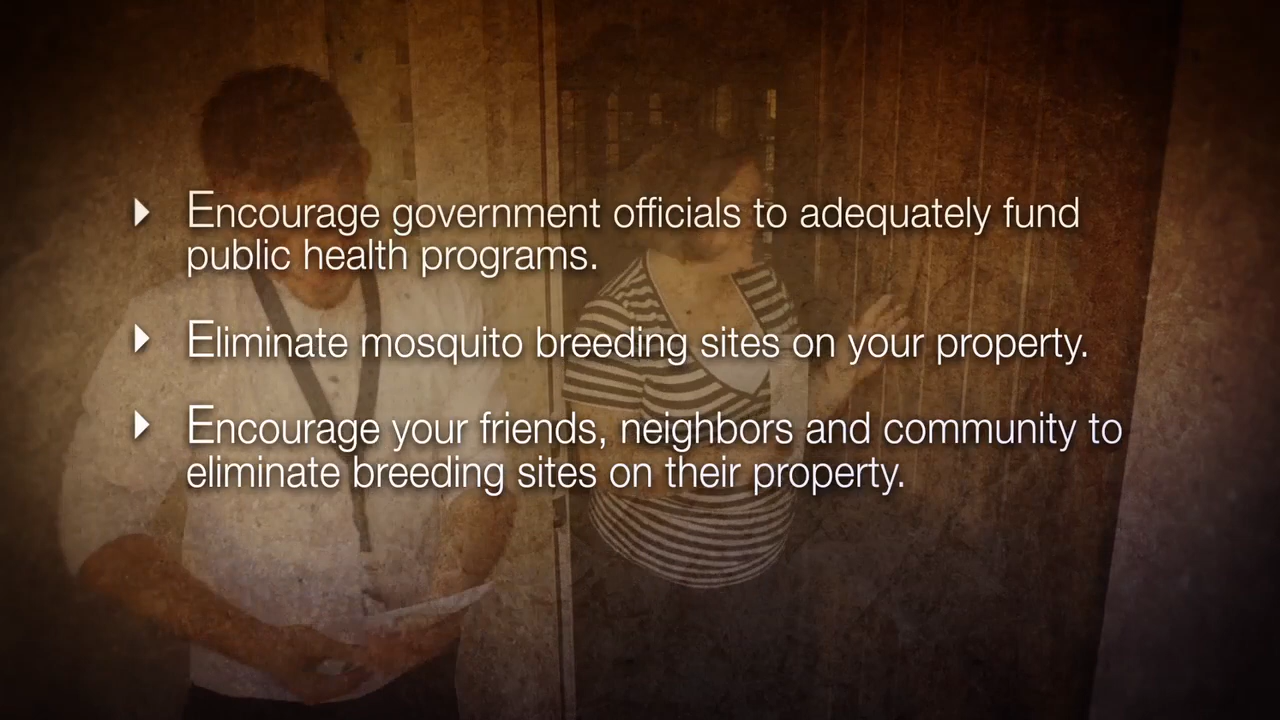 Encourage government officials to adequately fund
public health programs.
Eliminate mosquito breeding sites on your property.
Encourage your friends, neighbors and community to
eliminate breeding sites on their property.